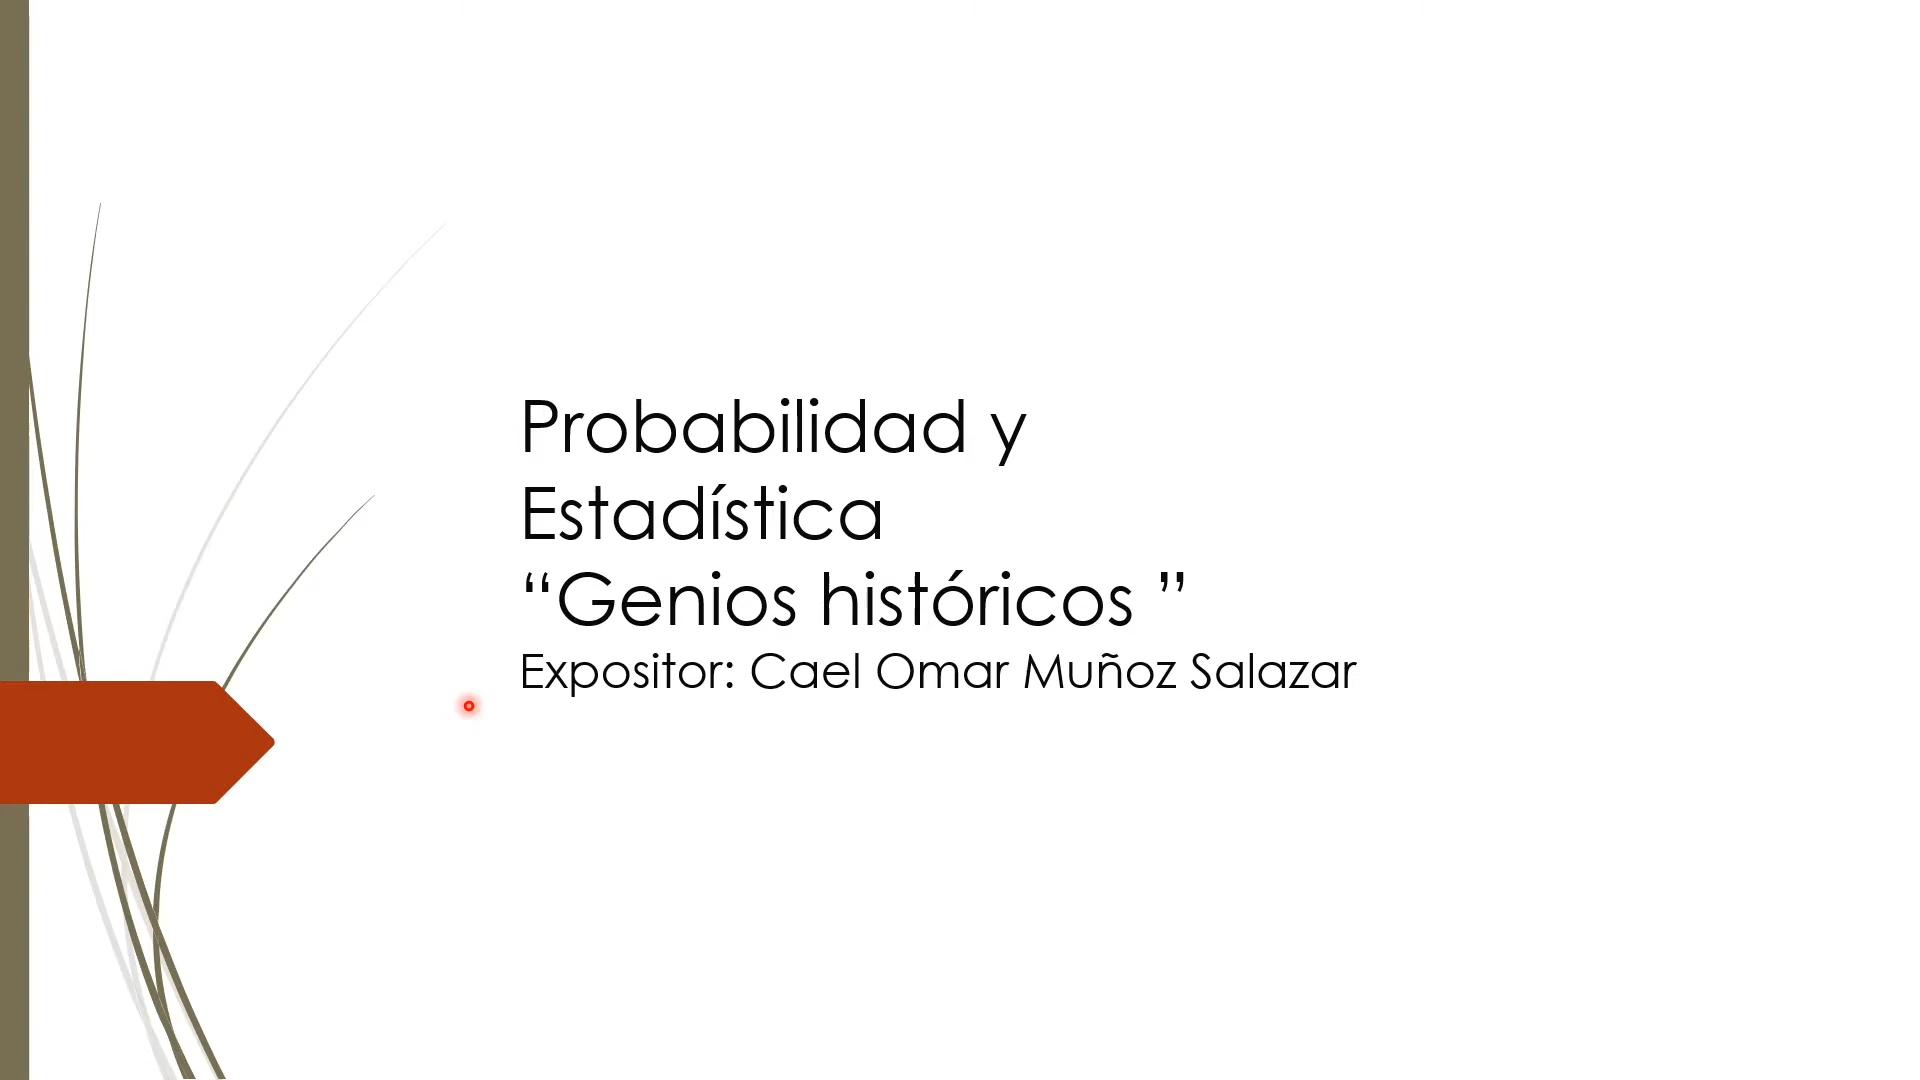 Probabilidad y
Estadística
“Genios históricos ”
Expositor: Cael Omar Muñoz Salazar